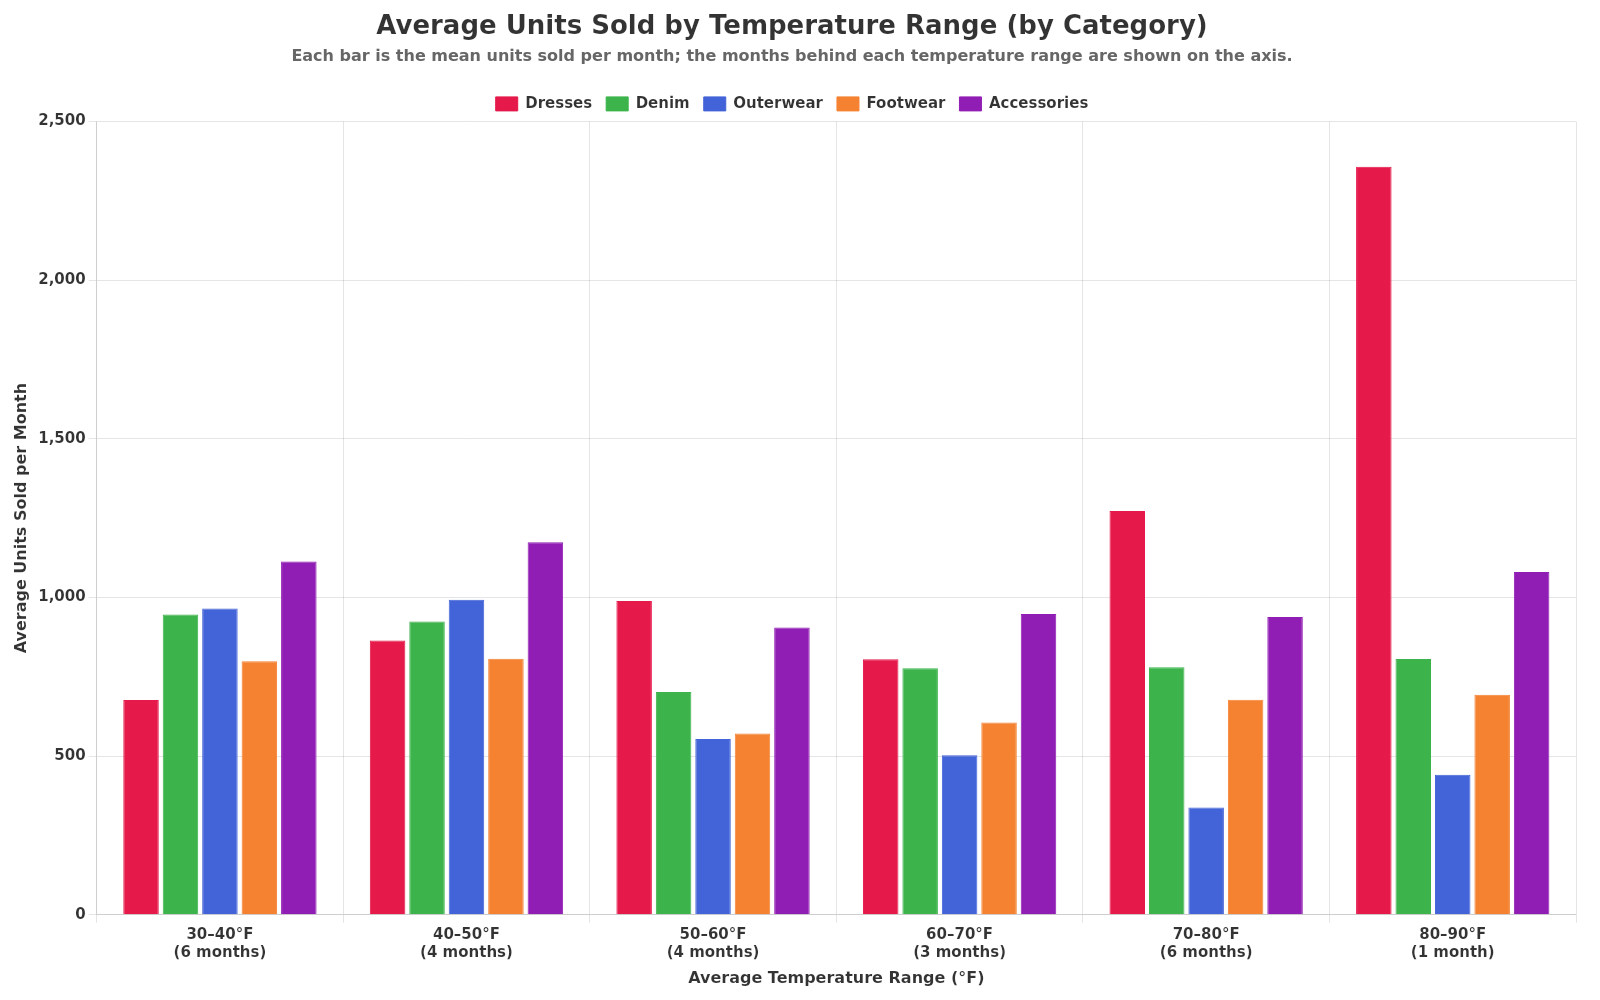 Average Units Sold by Temperature Range (by Category)
Each bar is the mean units sold per month; the months behind each temperature range are shown on the axis.
Dresses Denim Outerwear Footwear Accessories
2,500
2,000
1,500
1,000
500
0
Average Units Sold per Month
30–40°F 40–50°F 50–60°F 60–70°F 70–80°F 80–90°F
(6 months) (4 months) (4 months) (3 months) (6 months) (1 month)
Average Temperature Range (°F)